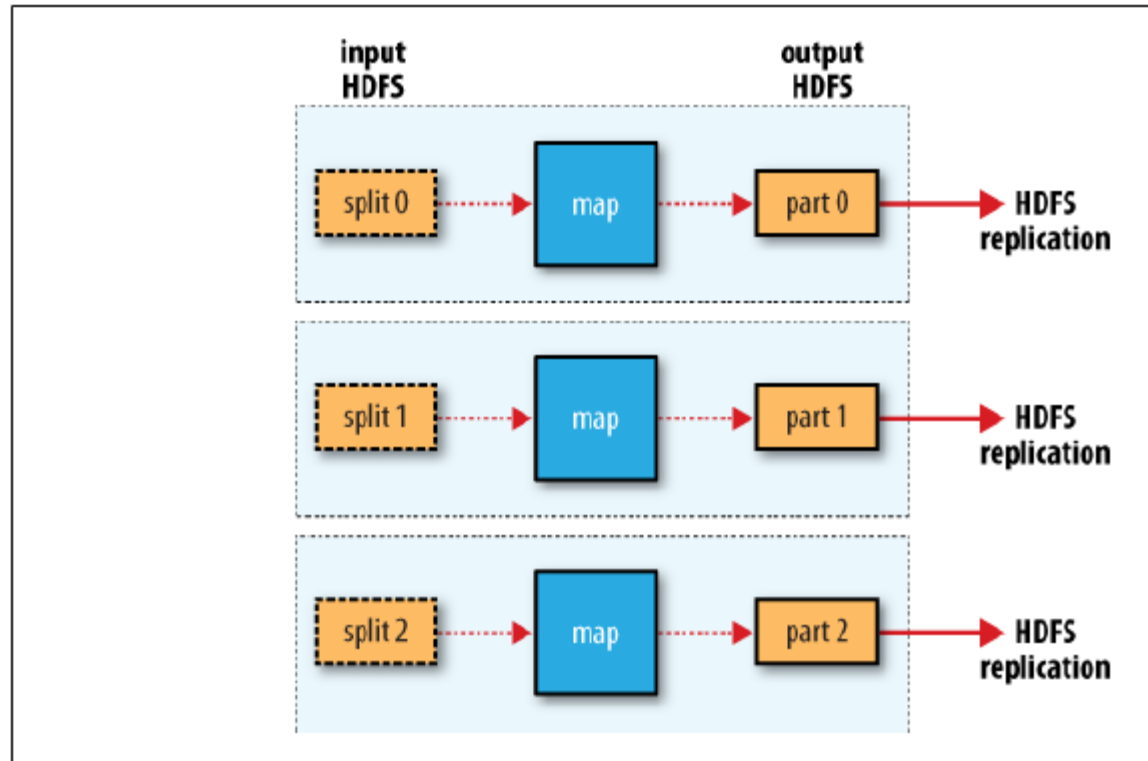 input
HDFS
output
HDFS
split 0
map
part 0
HDFS
replication
split 1
map
part 1
HDFS
replication
split 2
map
part 2
HDFS
replication